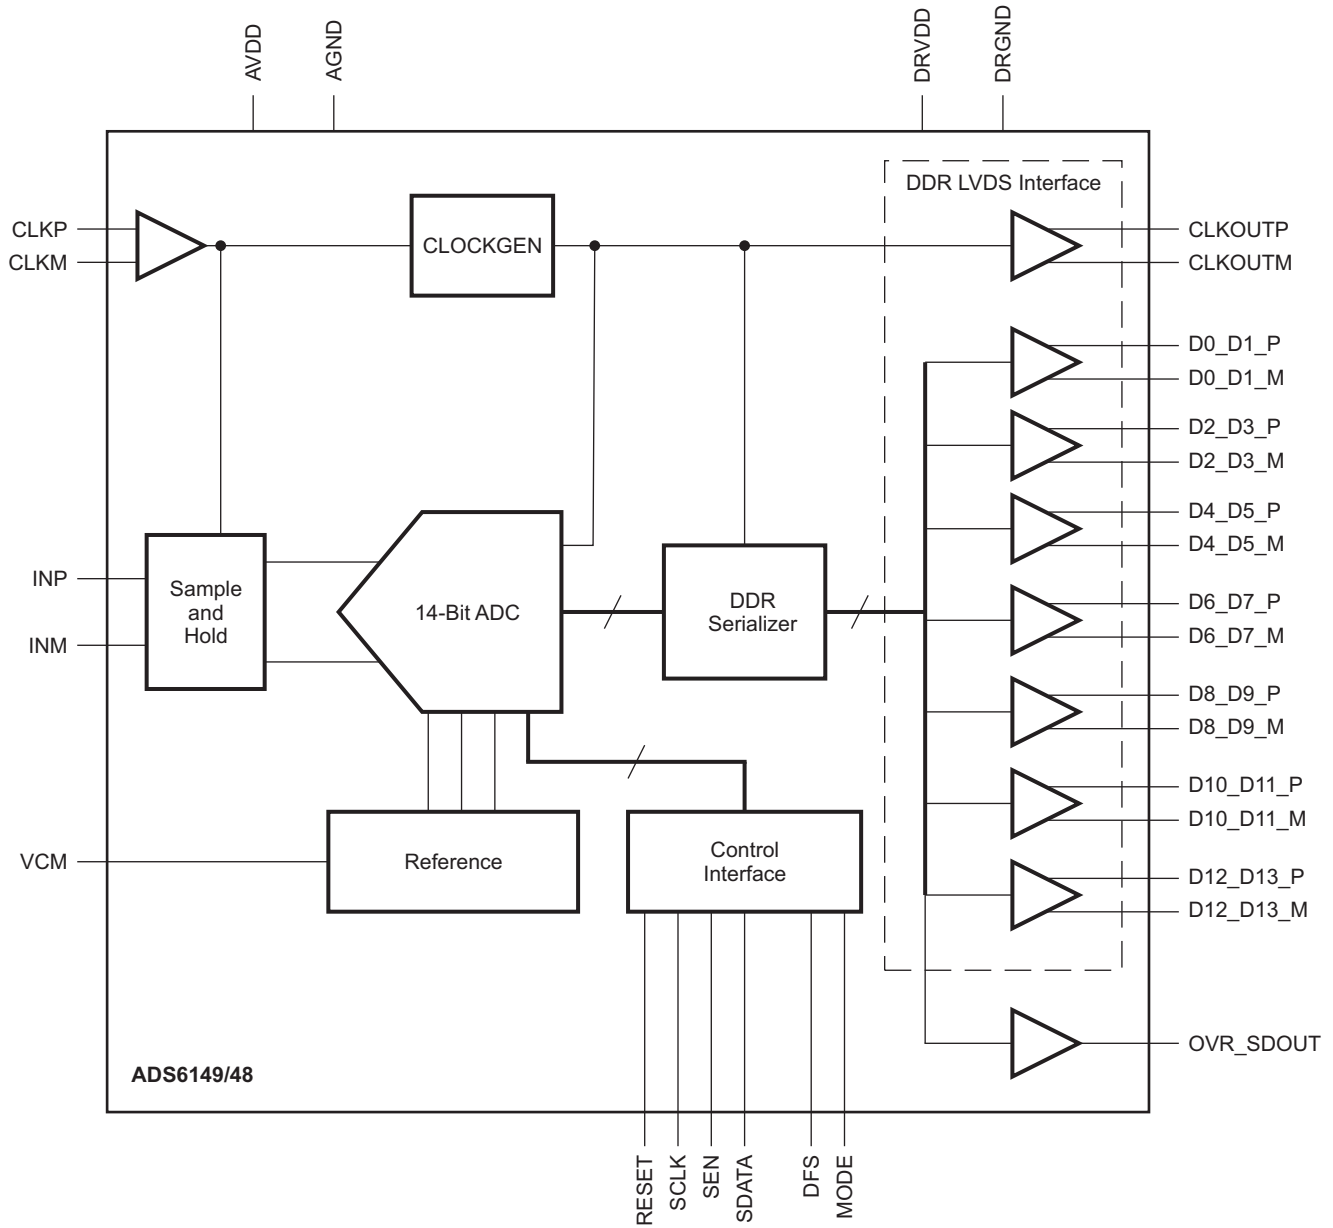 AVDD
AGND
DRVDD
DRGND
DDR LVDS Interface
CLKP
CLKM
CLOCKGEN
CLKOUTP
CLKOUTM
D0_D1_P
D0_D1_M
D2_D3_P
D2_D3_M
D4_D5_P
D4_D5_M
INP
INM
Sample
and
Hold
14-Bit ADC
DDR
Serializer
D6_D7_P
D6_D7_M
D8_D9_P
D8_D9_M
D10_D11_P
D10_D11_M
VCM
Reference
Control
Interface
D12_D13_P
D12_D13_M
OVR_SDOUT
ADS6149/48
RESET
SCLK
SEN
SDATA
DFS
MODE